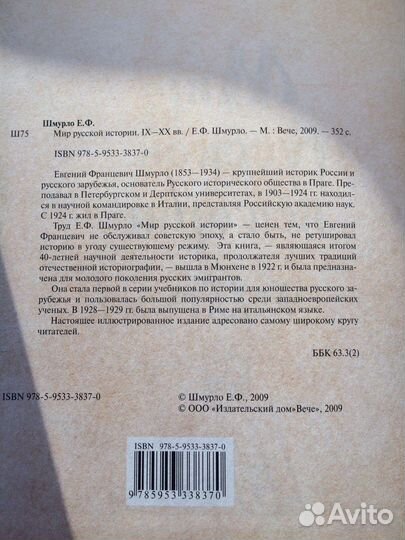 Шмурло Е.Ф.
Ш75 Мир русской истории. IX—XX вв. / Е.Ф. Шмурло. — М. : Вече, 2009. — 352 с.
ISBN 978-5-9533-3837-0
Евгений Францевич Шмурло (1853—1934) — крупнейший историк России и
русского зарубежья, основатель Русского исторического общества в Праге. Пре-
подавал в Петербургском и Дерптском университетах, в 1903—1924 гг. находил-
ся в научной командировке в Италии, представляя Российскую академию наук.
С 1924 г. жил в Праге.
Труд Е.Ф. Шмурло «Мир русской истории» — ценен тем, что Евгений
Францевич не обслуживал советскую эпоху, а стало быть, не ретушировал
историю в угоду существующему режиму. Эта книга, — являющаяся итогом
40-летней научной деятельности историка, продолжателя лучших традиций
отечественной историографии, — вышла в Мюнхене в 1922 г. и была предназна-
чена для молодого поколения русских эмигрантов.
Она стала первой в серии учебников по истории для юношества русского за-
рубежья и пользовалась большой популярностью среди западноевропейских
ученых. В 1928—1929 гг. была выпущена в Риме на итальянском языке.
Настоящее иллюстрированное издание адресовано самому широкому кругу
читателей.
ББК 63.3(2)
ISBN 978-5-9533-3837-0
© Шмурло Е.Ф., 2009
© ООО «Издательский дом«Вече», 2009
ISBN 978-5-9533-3837-0
9785953338370
Avito